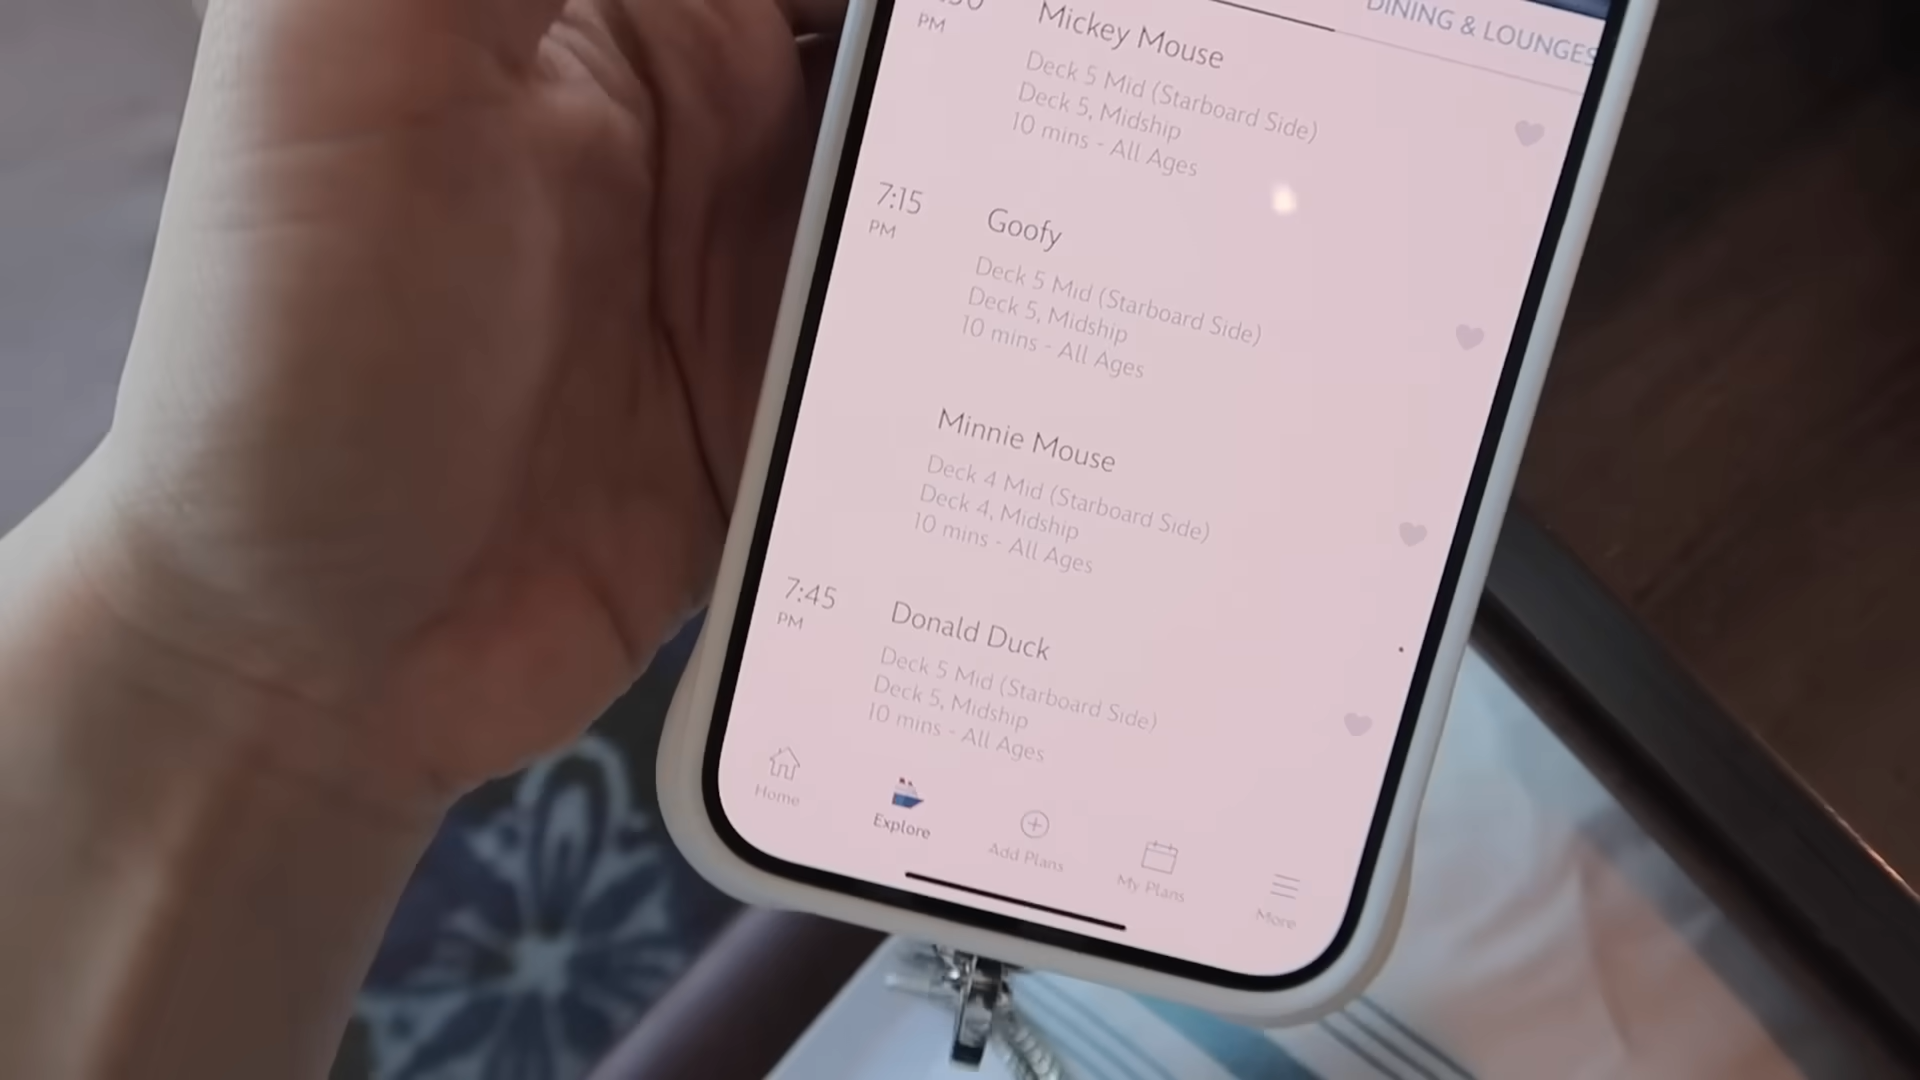 DINING & LOUNGES
PM
Mickey Mouse
Deck 5 Mid (Starboard Side)
Deck 5, Midship
10 mins - All Ages
7:15
PM
Goofy
Deck 5 Mid (Starboard Side)
Deck 5, Midship
10 mins - All Ages
Minnie Mouse
Deck 4 Mid (Starboard Side)
Deck 4, Midship
10 mins - All Ages
7:45
PM
Donald Duck
Deck 5 Mid (Starboard Side)
Deck 5, Midship
10 mins - All Ages
Home
Explore
Add Plans
My Plans
More